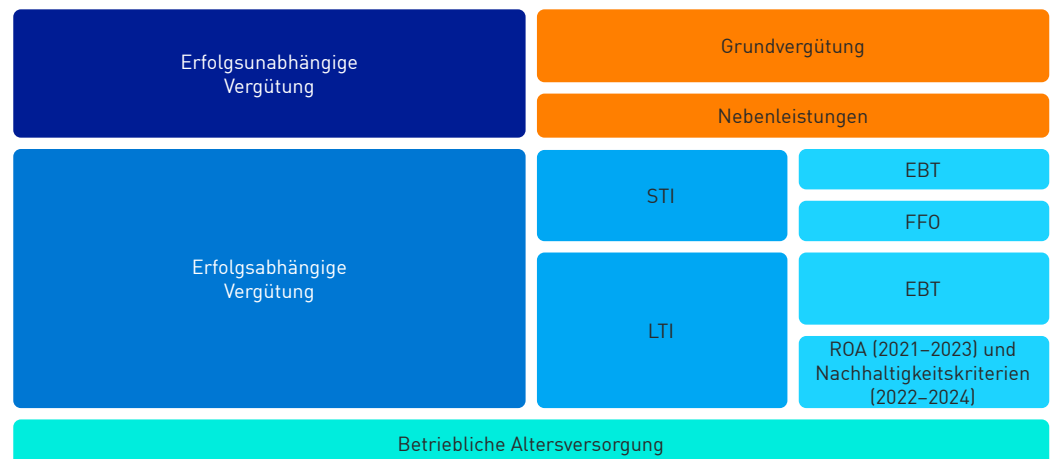 Erfolgsunabhängige
Vergütung
Grundvergütung
Nebenleistungen
Erfolgsabhängige
Vergütung
STI
EBT
FFO
LTI
EBT
ROA (2021–2023) und
Nachhaltigkeitskriterien
(2022–2024)
Betriebliche Altersversorgung